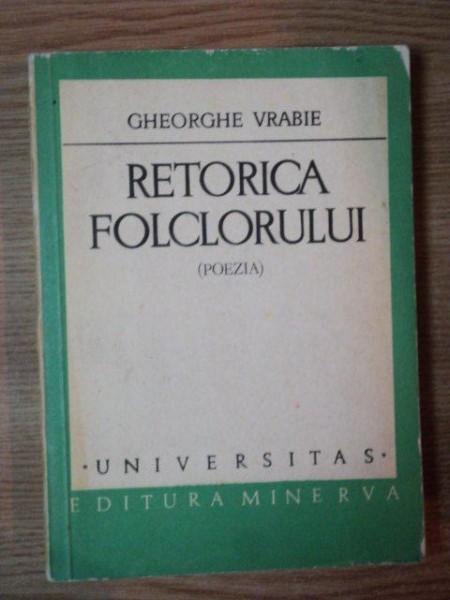 GHEORGHE VRABIE
RETORICA
FOLCLORULUI
(POEZIA)
· UNIVERSITAS ·
EDITURA MINERVA